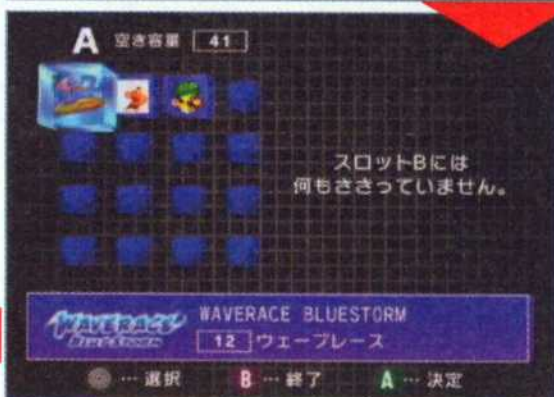 A 空き容量 41
スロットBには
何もささっていません。
WAVERACE BLUESTORM
WAVERACE BLUESTORM
12 ウェーブレース
… 選択 B … 終了 A … 決定